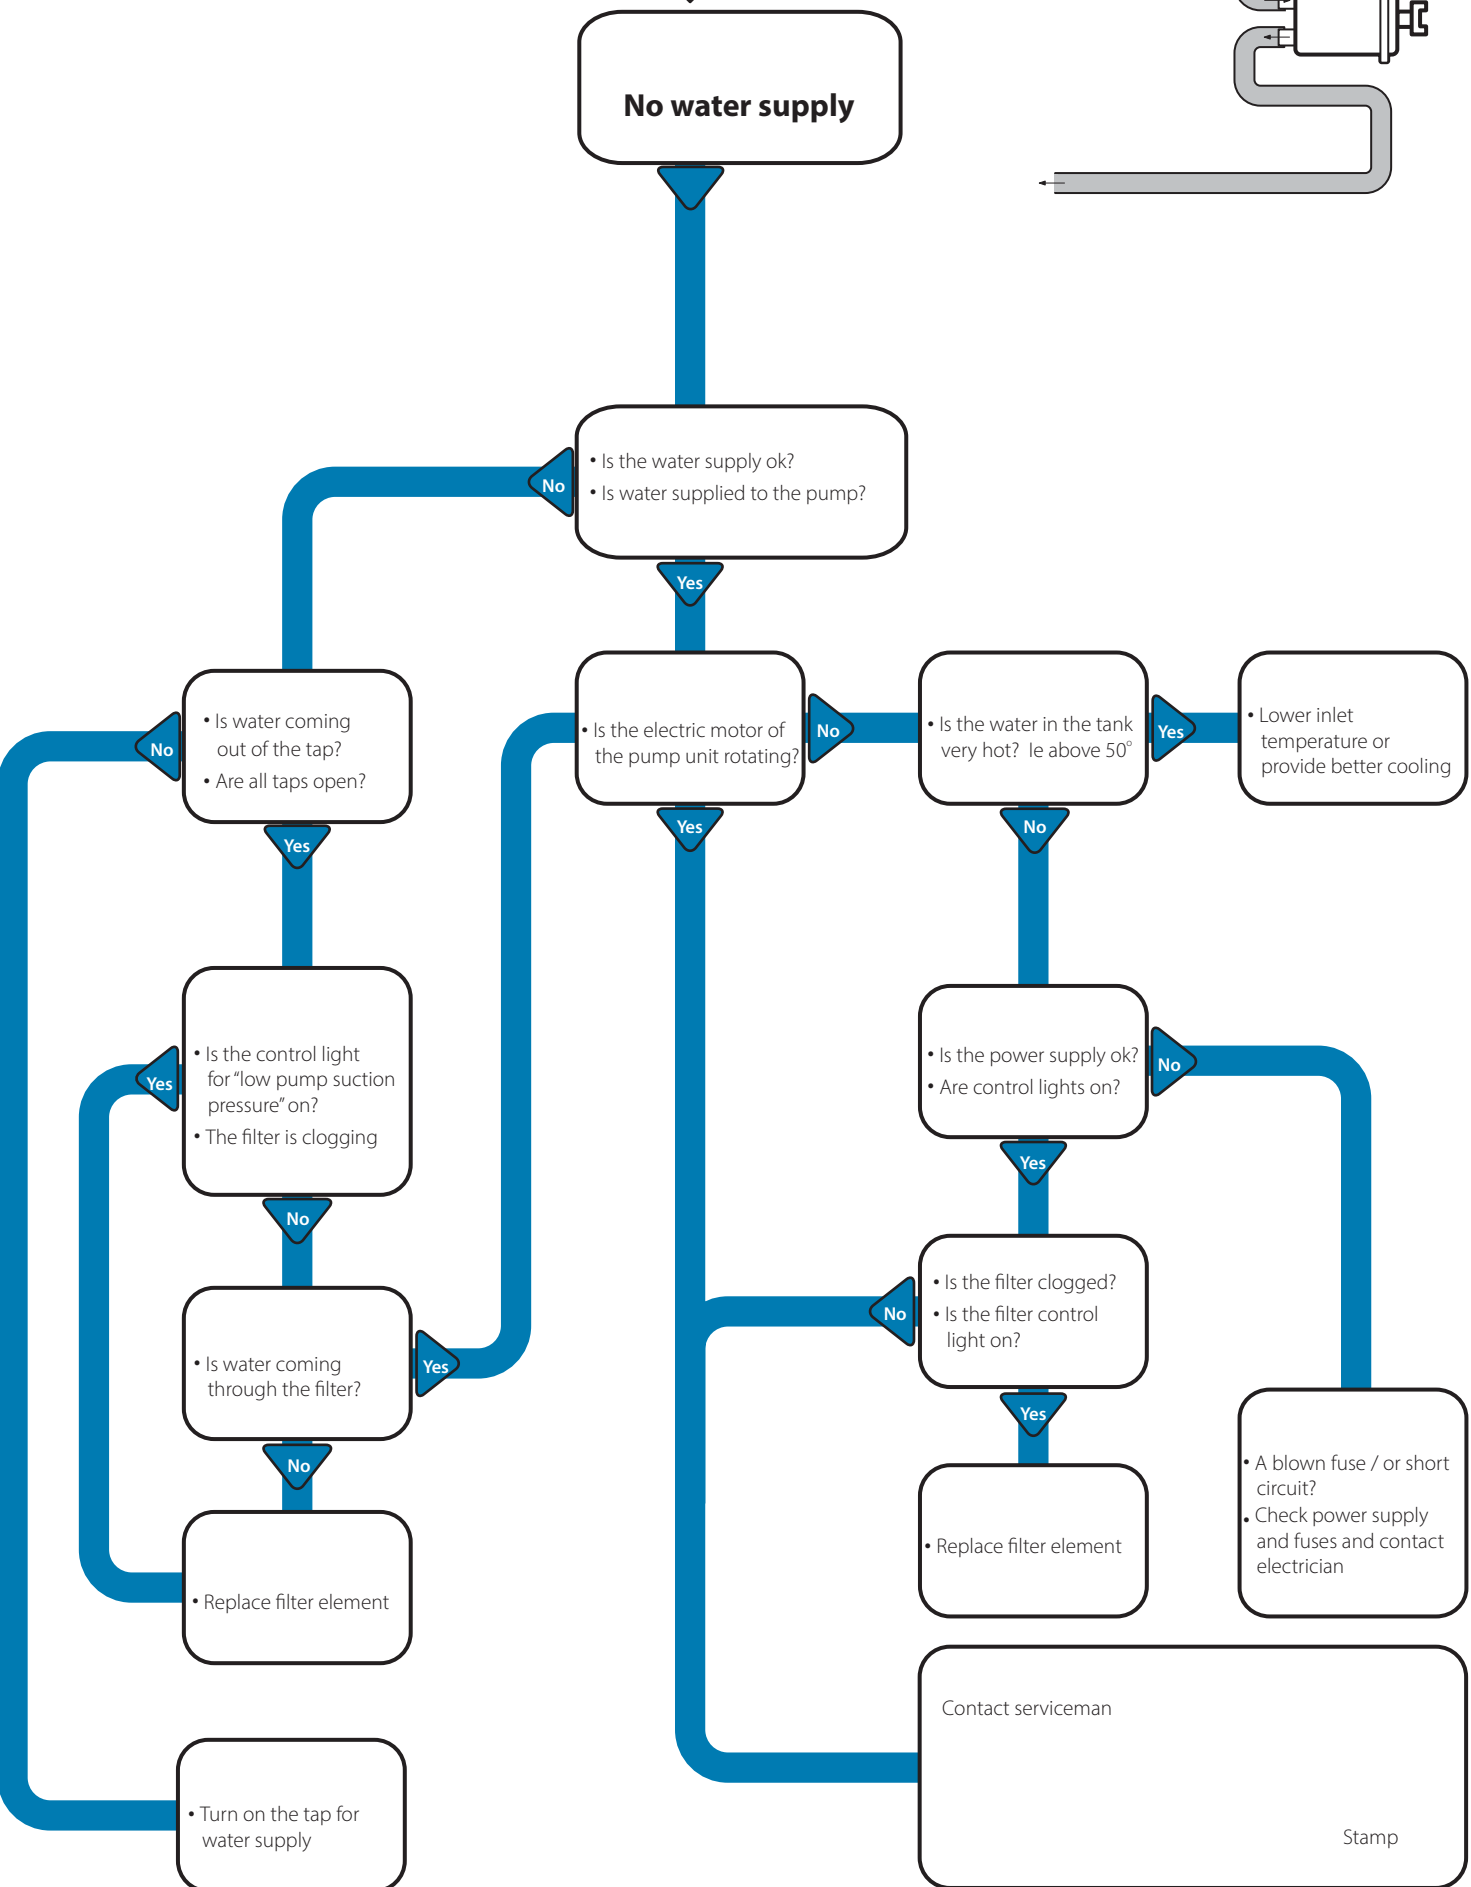 No water supply
• Is the water supply ok?
• Is water supplied to the pump?
No
Yes
• Is water coming
out of the tap?
• Are all taps open?
No
Yes
• Is the electric motor of
the pump unit rotating?
No
Yes
• Is the water in the tank
very hot? Ie above 50°
Yes
No
• Lower inlet
temperature or
provide better cooling
• Is the control light
for "low pump suction
pressure" on?
• The filter is clogging
Yes
No
• Is the power supply ok?
• Are control lights on?
No
Yes
• Is water coming
through the filter?
Yes
No
• Is the filter clogged?
• Is the filter control
light on?
No
Yes
• A blown fuse / or short
circuit?
• Check power supply
and fuses and contact
electrician
• Replace filter element
• Replace filter element
• Turn on the tap for
water supply
Contact serviceman
Stamp